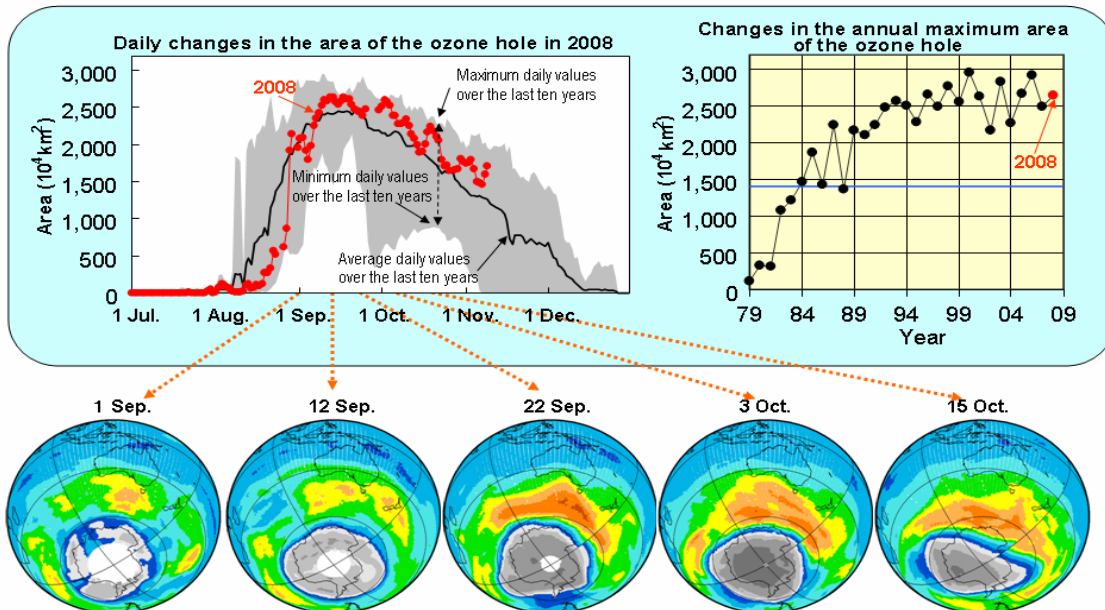 Daily changes in the area of the ozone hole in 2008
3,000
2,500
2,000
1,500
1,000
500
0
Area (10⁴ km²)
1 Jul.
1 Aug.
1 Sep.
1 Oct.
1 Nov.
1 Dec.
2008
Maximum daily values
over the last ten years
Minimum daily values
over the last ten years
Average daily values
over the last ten years
Changes in the annual maximum area
of the ozone hole
3,000
2,500
2,000
1,500
1,000
500
0
Area (10⁴ km²)
79
84
89
94
99
04
09
Year
2008
1 Sep.
12 Sep.
22 Sep.
3 Oct.
15 Oct.